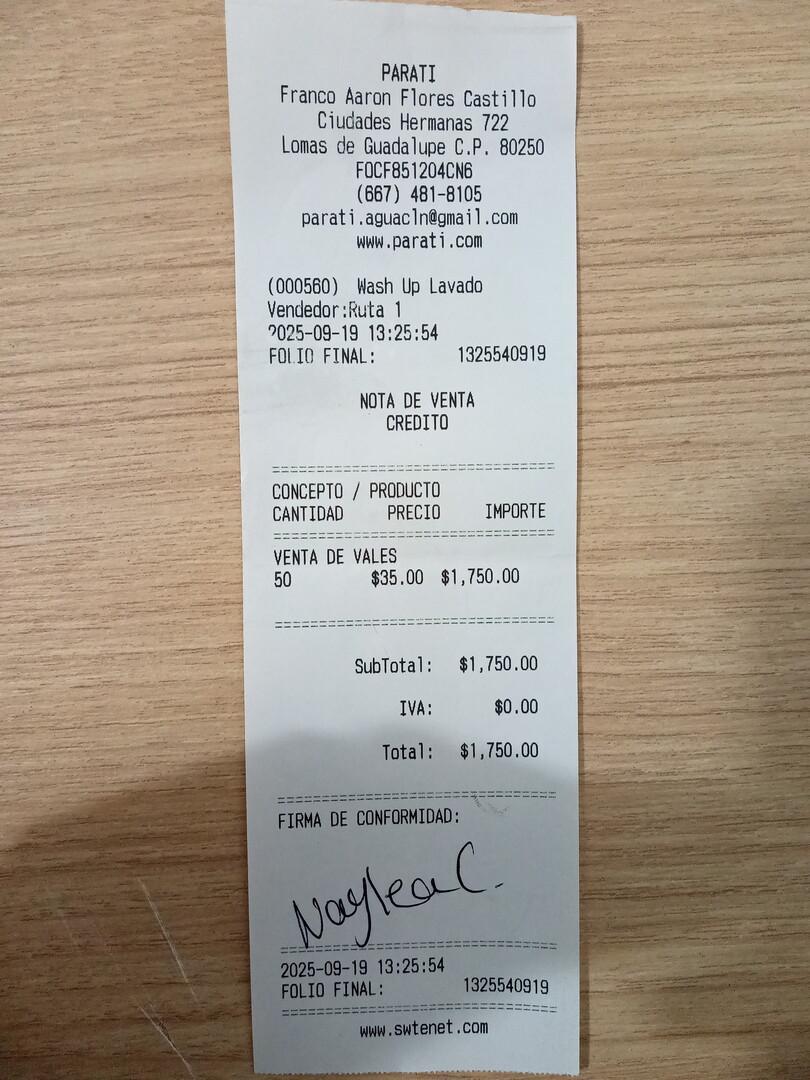 PARATI
Franco Aaron Flores Castillo
Ciudades Hermanas 722
Lomas de Guadalupe C.P. 80250
FOCF851204CN6
(667) 481-8105
parati.aguacln@gmail.com
www.parati.com
(000560) Wash Up Lavado
Vendedor:Ruta 1
2025-09-19 13:25:54
FOLIO FINAL: 1325540919
NOTA DE VENTA
CREDITO
CONCEPTO / PRODUCTO
CANTIDAD PRECIO IMPORTE
VENTA DE VALES
50 $35.00 $1,750.00
SubTotal: $1,750.00
IVA: $0.00
Total: $1,750.00
FIRMA DE CONFORMIDAD:
Naylea C.
2025-09-19 13:25:54
FOLIO FINAL: 1325540919
www.swtenet.com